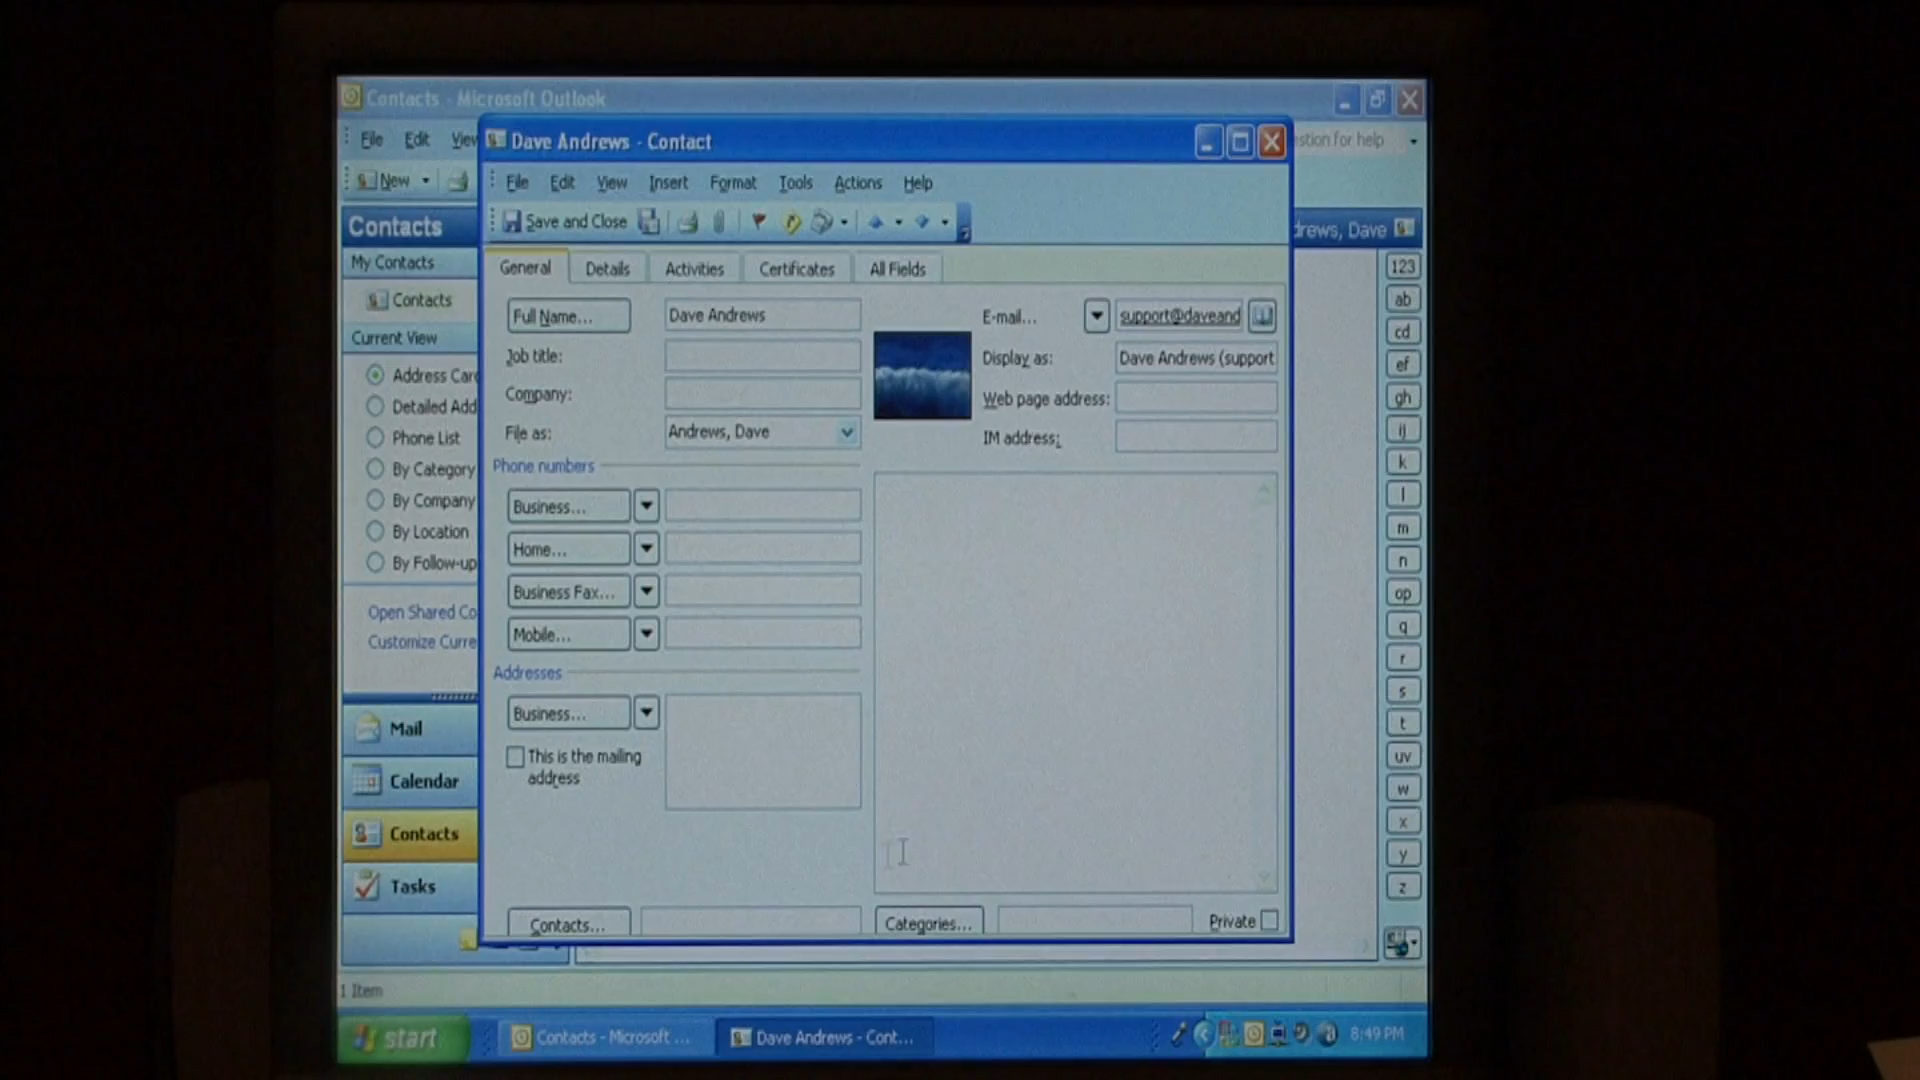 Contacts - Microsoft Outlook
File Edit View
stion for help
New
Contacts
drews, Dave
My Contacts
Contacts
Current View
Address Car
Detailed Add
Phone List
By Category
By Company
By Location
By Follow-up
Open Shared Co
Customize Curre
Mail
Calendar
Contacts
Tasks
1 Item
Dave Andrews - Contact
File Edit View Insert Format Tools Actions Help
Save and Close
General Details Activities Certificates All Fields
Full Name... Dave Andrews
Job title:
Company:
File as: Andrews, Dave
E-mail... support@daveand
Display as: Dave Andrews (support
Web page address:
IM address:
Phone numbers
Business...
Home...
Business Fax...
Mobile...
Addresses
Business...
This is the mailing
address
Contacts... Categories... Private
123
ab
cd
ef
gh
ij
k
l
m
n
op
q
r
s
t
uv
w
x
y
z
start Contacts - Microsoft ... Dave Andrews - Cont... 8:49 PM